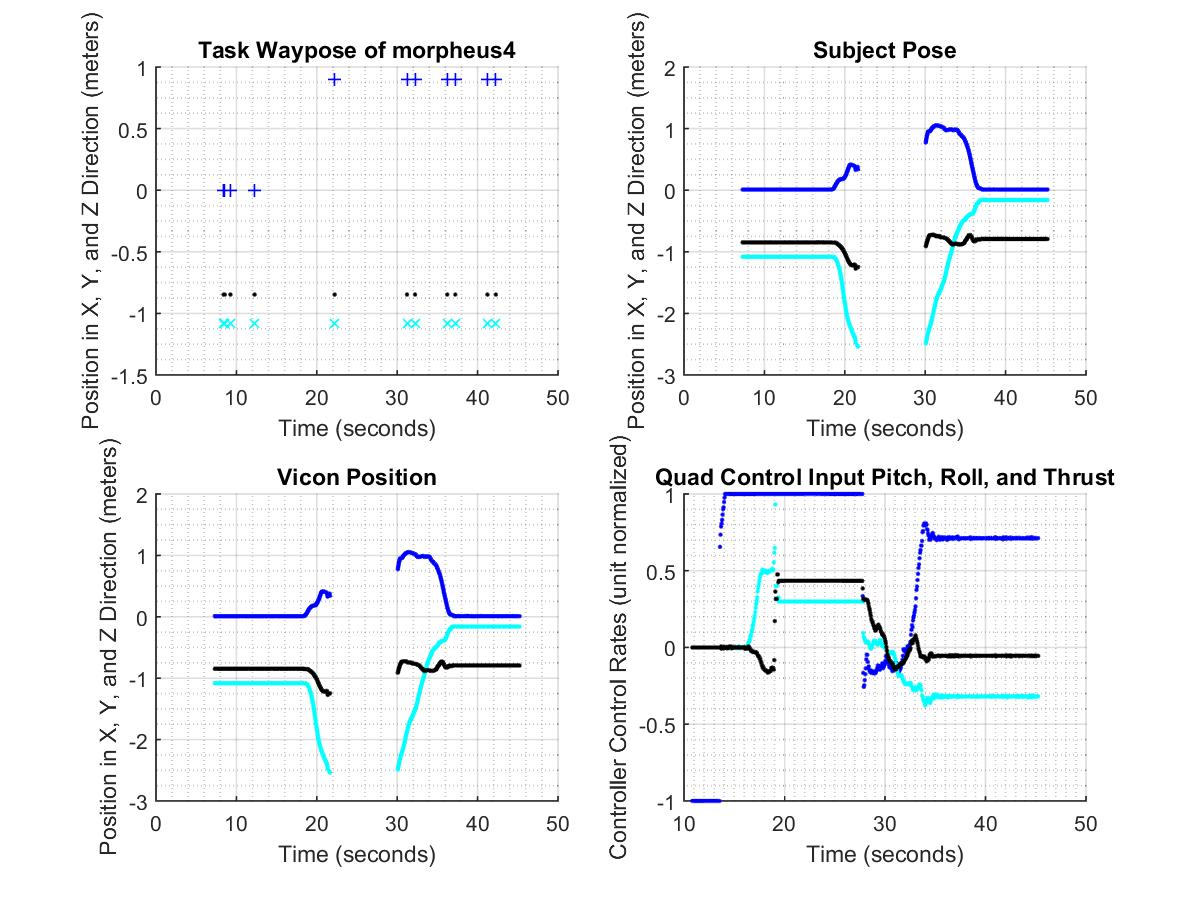 Task Waypose of morpheus4
Position in X, Y, and Z Direction (meters)
1
0.5
0
-0.5
-1
-1.5
0 10 20 30 40 50
Time (seconds)
Subject Pose
Position in X, Y, and Z Direction (meters)
2
1
0
-1
-2
-3
0 10 20 30 40 50
Time (seconds)
Vicon Position
Position in X, Y, and Z Direction (meters)
2
1
0
-1
-2
-3
0 10 20 30 40 50
Time (seconds)
Quad Control Input Pitch, Roll, and Thrust
Controller Control Rates (unit normalized)
1
0.5
0
-0.5
-1
10 20 30 40 50
Time (seconds)